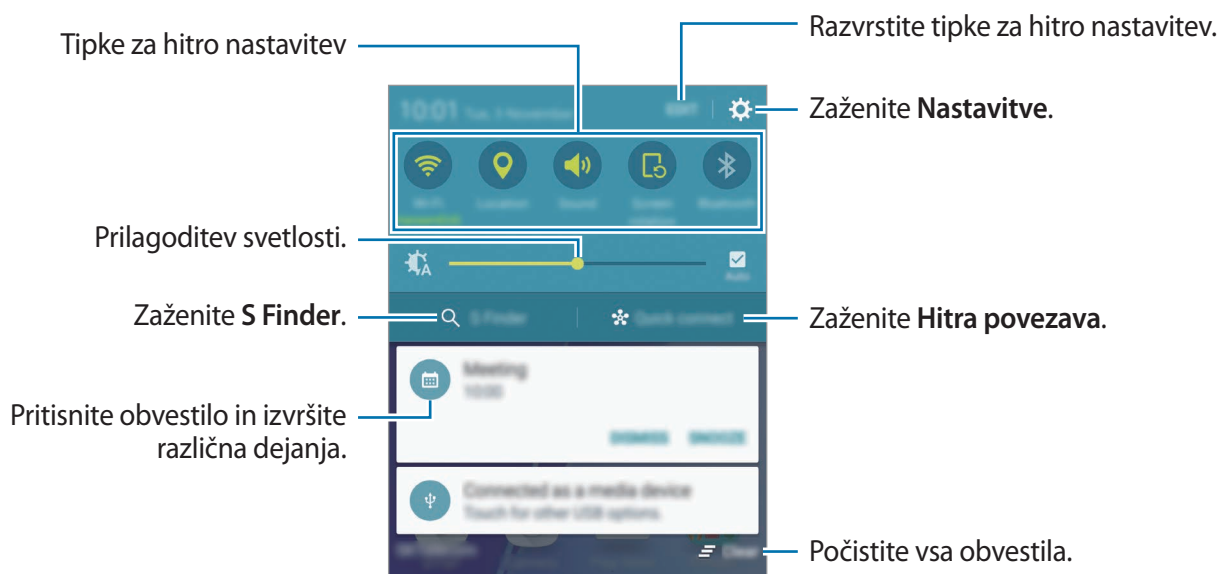 Tipke za hitro nastavitev
Razvrstite tipke za hitro nastavitev.
10:01 Tue, 3 November EDIT
Zaženite Nastavitve.
Wi-Fi Location Sound Screen Bluetooth
rotation
Prilagoditev svetlosti.
A
Auto
Zaženite S Finder.
S Finder Quick connect
Zaženite Hitra povezava.
Meeting
10:00
Pritisnite obvestilo in izvršite
različna dejanja.
DISMISS SNOOZE
Connected as a media device
Touch for other USB options.
Clear
Počistite vsa obvestila.